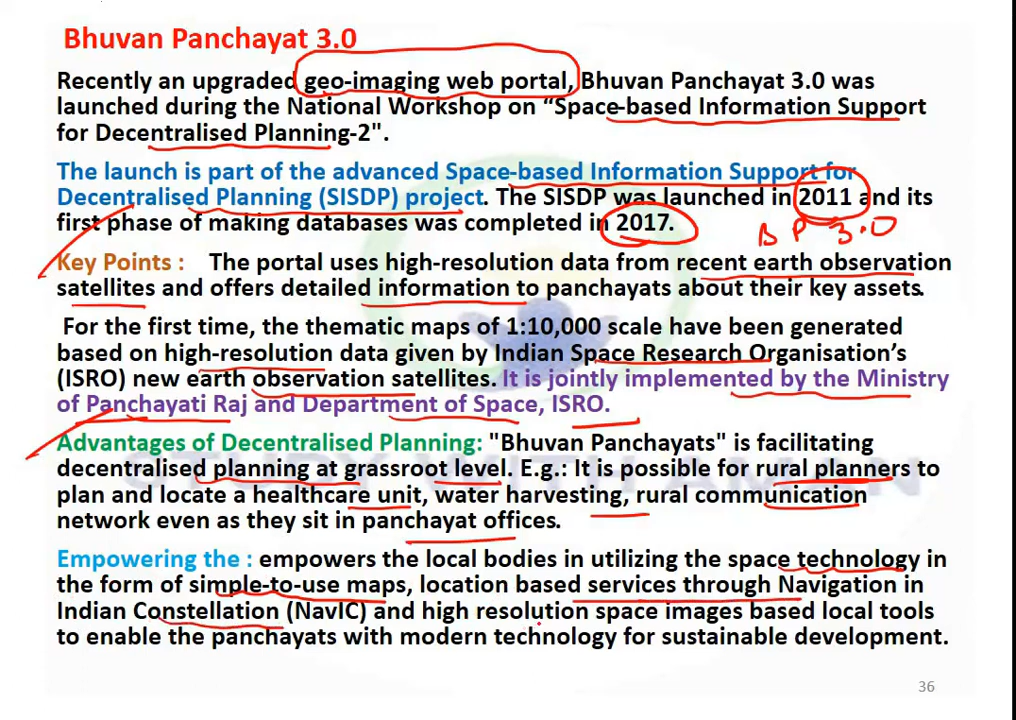 Bhuvan Panchayat 3.0
Recently an upgraded geo-imaging web portal, Bhuvan Panchayat 3.0 was
launched during the National Workshop on “Space-based Information Support
for Decentralised Planning-2".
The launch is part of the advanced Space-based Information Support for
Decentralised Planning (SISDP) project. The SISDP was launched in 2011 and its
first phase of making databases was completed in 2017.
B P 3.0
Key Points : The portal uses high-resolution data from recent earth observation
satellites and offers detailed information to panchayats about their key assets.
For the first time, the thematic maps of 1:10,000 scale have been generated
based on high-resolution data given by Indian Space Research Organisation’s
(ISRO) new earth observation satellites. It is jointly implemented by the Ministry
of Panchayati Raj and Department of Space, ISRO.
Advantages of Decentralised Planning: "Bhuvan Panchayats" is facilitating
decentralised planning at grassroot level. E.g.: It is possible for rural planners to
plan and locate a healthcare unit, water harvesting, rural communication
network even as they sit in panchayat offices.
Empowering the : empowers the local bodies in utilizing the space technology in
the form of simple-to-use maps, location based services through Navigation in
Indian Constellation (NavIC) and high resolution space images based local tools
to enable the panchayats with modern technology for sustainable development.
STUDY WITH AMAN
36